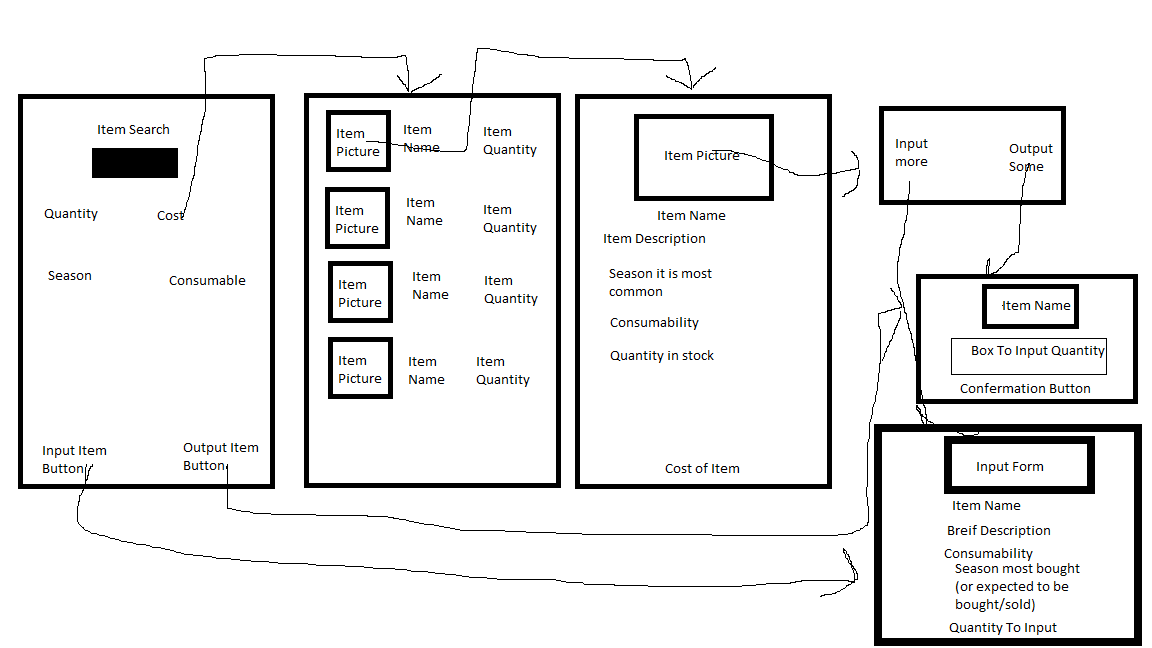 Item Search
Quantity
Cost
Season
Consumable
Input Item
Button
Output Item
Button
Item
Picture
Item
Name
Item
Quantity
Item
Picture
Item
Name
Item
Quantity
Item
Picture
Item
Name
Item
Quantity
Item
Picture
Item
Name
Item
Quantity
Item Picture
Item Name
Item Description
Season it is most
common
Consumability
Quantity in stock
Cost of Item
Input
more
Output
Some
Item Name
Box To Input Quantity
Confermation Button
Input Form
Item Name
Breif Description
Consumability
Season most bought
(or expected to be
bought/sold)
Quantity To Input